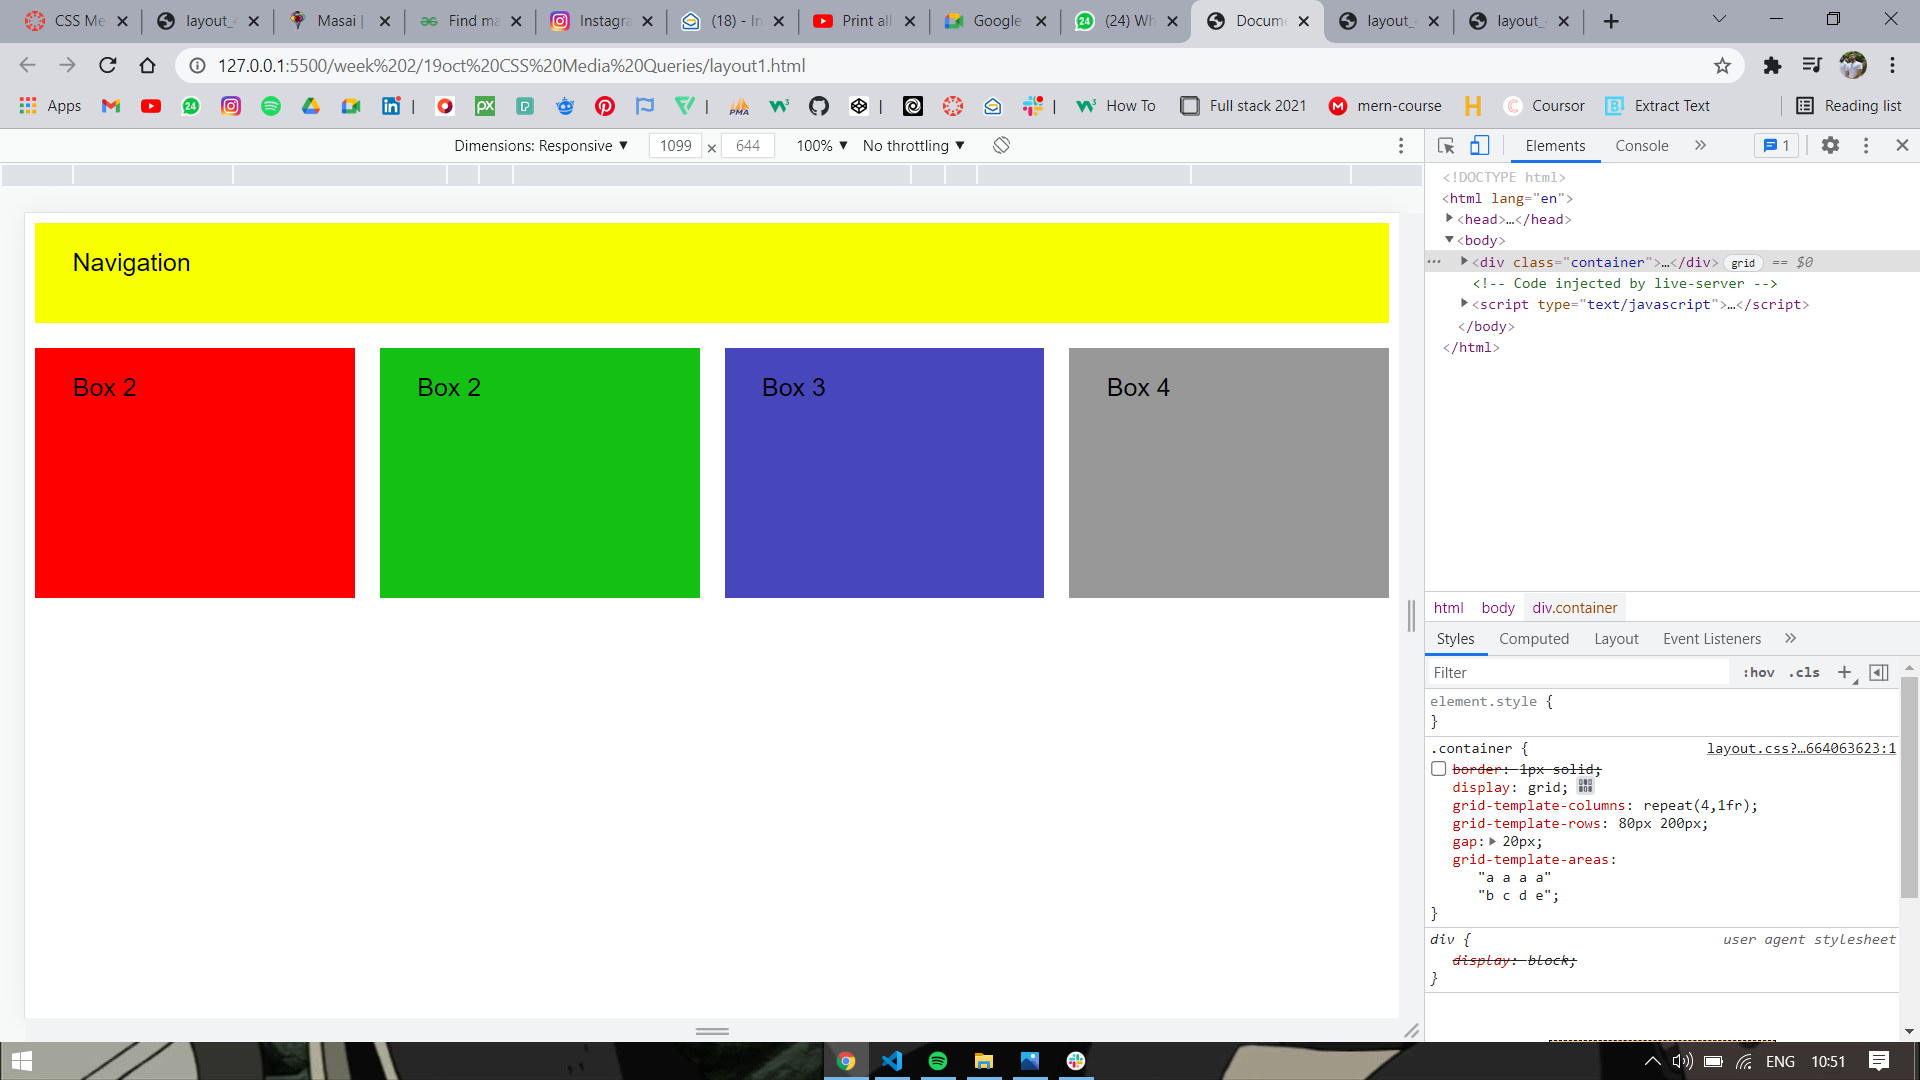 CSS Me
layout_
Masai |
Find ma
Instagra
(18) - In
Print all
Google
(24) Wh
Docume
layout_
layout_
127.0.0.1:5500/week%202/19oct%20CSS%20Media%20Queries/layout1.html
Apps | | | | How To Full stack 2021 mern-course Coursor Extract Text Reading list
Dimensions: Responsive ▼ 1099 × 644 100% ▼ No throttling ▼
Elements Console » 1
Navigation
Box 2
Box 2
Box 3
Box 4
<!DOCTYPE html>
<html lang="en">
<head>…</head>
<body>
<div class="container">…</div> grid == $0
<!-- Code injected by live-server -->
<script type="text/javascript">…</script>
</body>
</html>
html body div.container
Styles Computed Layout Event Listeners »
Filter :hov .cls +
element.style {
}
.container { layout.css?…664063623:1
border: 1px solid;
display: grid;
grid-template-columns: repeat(4,1fr);
grid-template-rows: 80px 200px;
gap: 20px;
grid-template-areas:
"a a a a"
"b c d e";
}
div { user agent stylesheet
display: block;
}
ENG 10:51